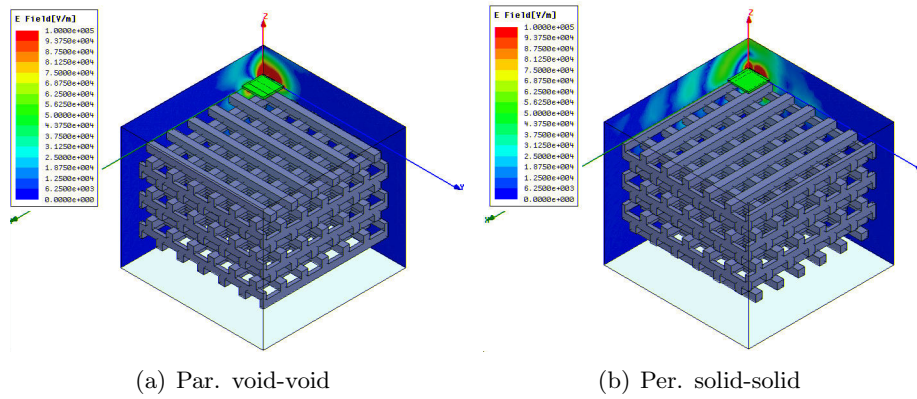 E Field[V/m]
1.0000e+005
9.3750e+004
8.7500e+004
8.1250e+004
7.5000e+004
6.8750e+004
6.2500e+004
5.6250e+004
5.0000e+004
4.3750e+004
3.7500e+004
3.1250e+004
2.5000e+004
1.8750e+004
1.2500e+004
6.2500e+003
0.0000e+000
Z
Y
(a) Par. void-void
E Field[V/m]
1.0000e+005
9.3750e+004
8.7500e+004
8.1250e+004
7.5000e+004
6.8750e+004
6.2500e+004
5.6250e+004
5.0000e+004
4.3750e+004
3.7500e+004
3.1250e+004
2.5000e+004
1.8750e+004
1.2500e+004
6.2500e+003
0.0000e+000
Z
(b) Per. solid-solid